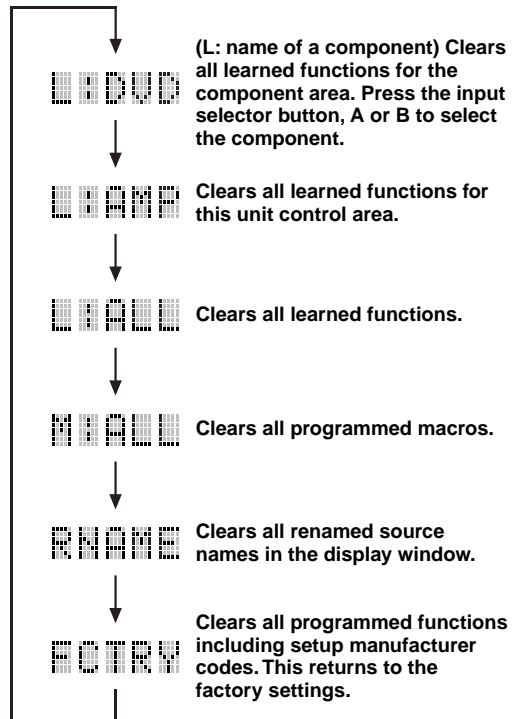 L:DVD
(L: name of a component) Clears
all learned functions for the
component area. Press the input
selector button, A or B to select
the component.
L:AMP
Clears all learned functions for
this unit control area.
L:ALL
Clears all learned functions.
M:ALL
Clears all programmed macros.
RNAME
Clears all renamed source
names in the display window.
FCTRY
Clears all programmed functions
including setup manufacturer
codes. This returns to the
factory settings.